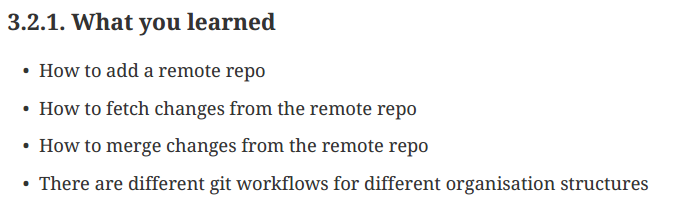 3.2.1. What you learned
• How to add a remote repo
• How to fetch changes from the remote repo
• How to merge changes from the remote repo
• There are different git workflows for different organisation structures